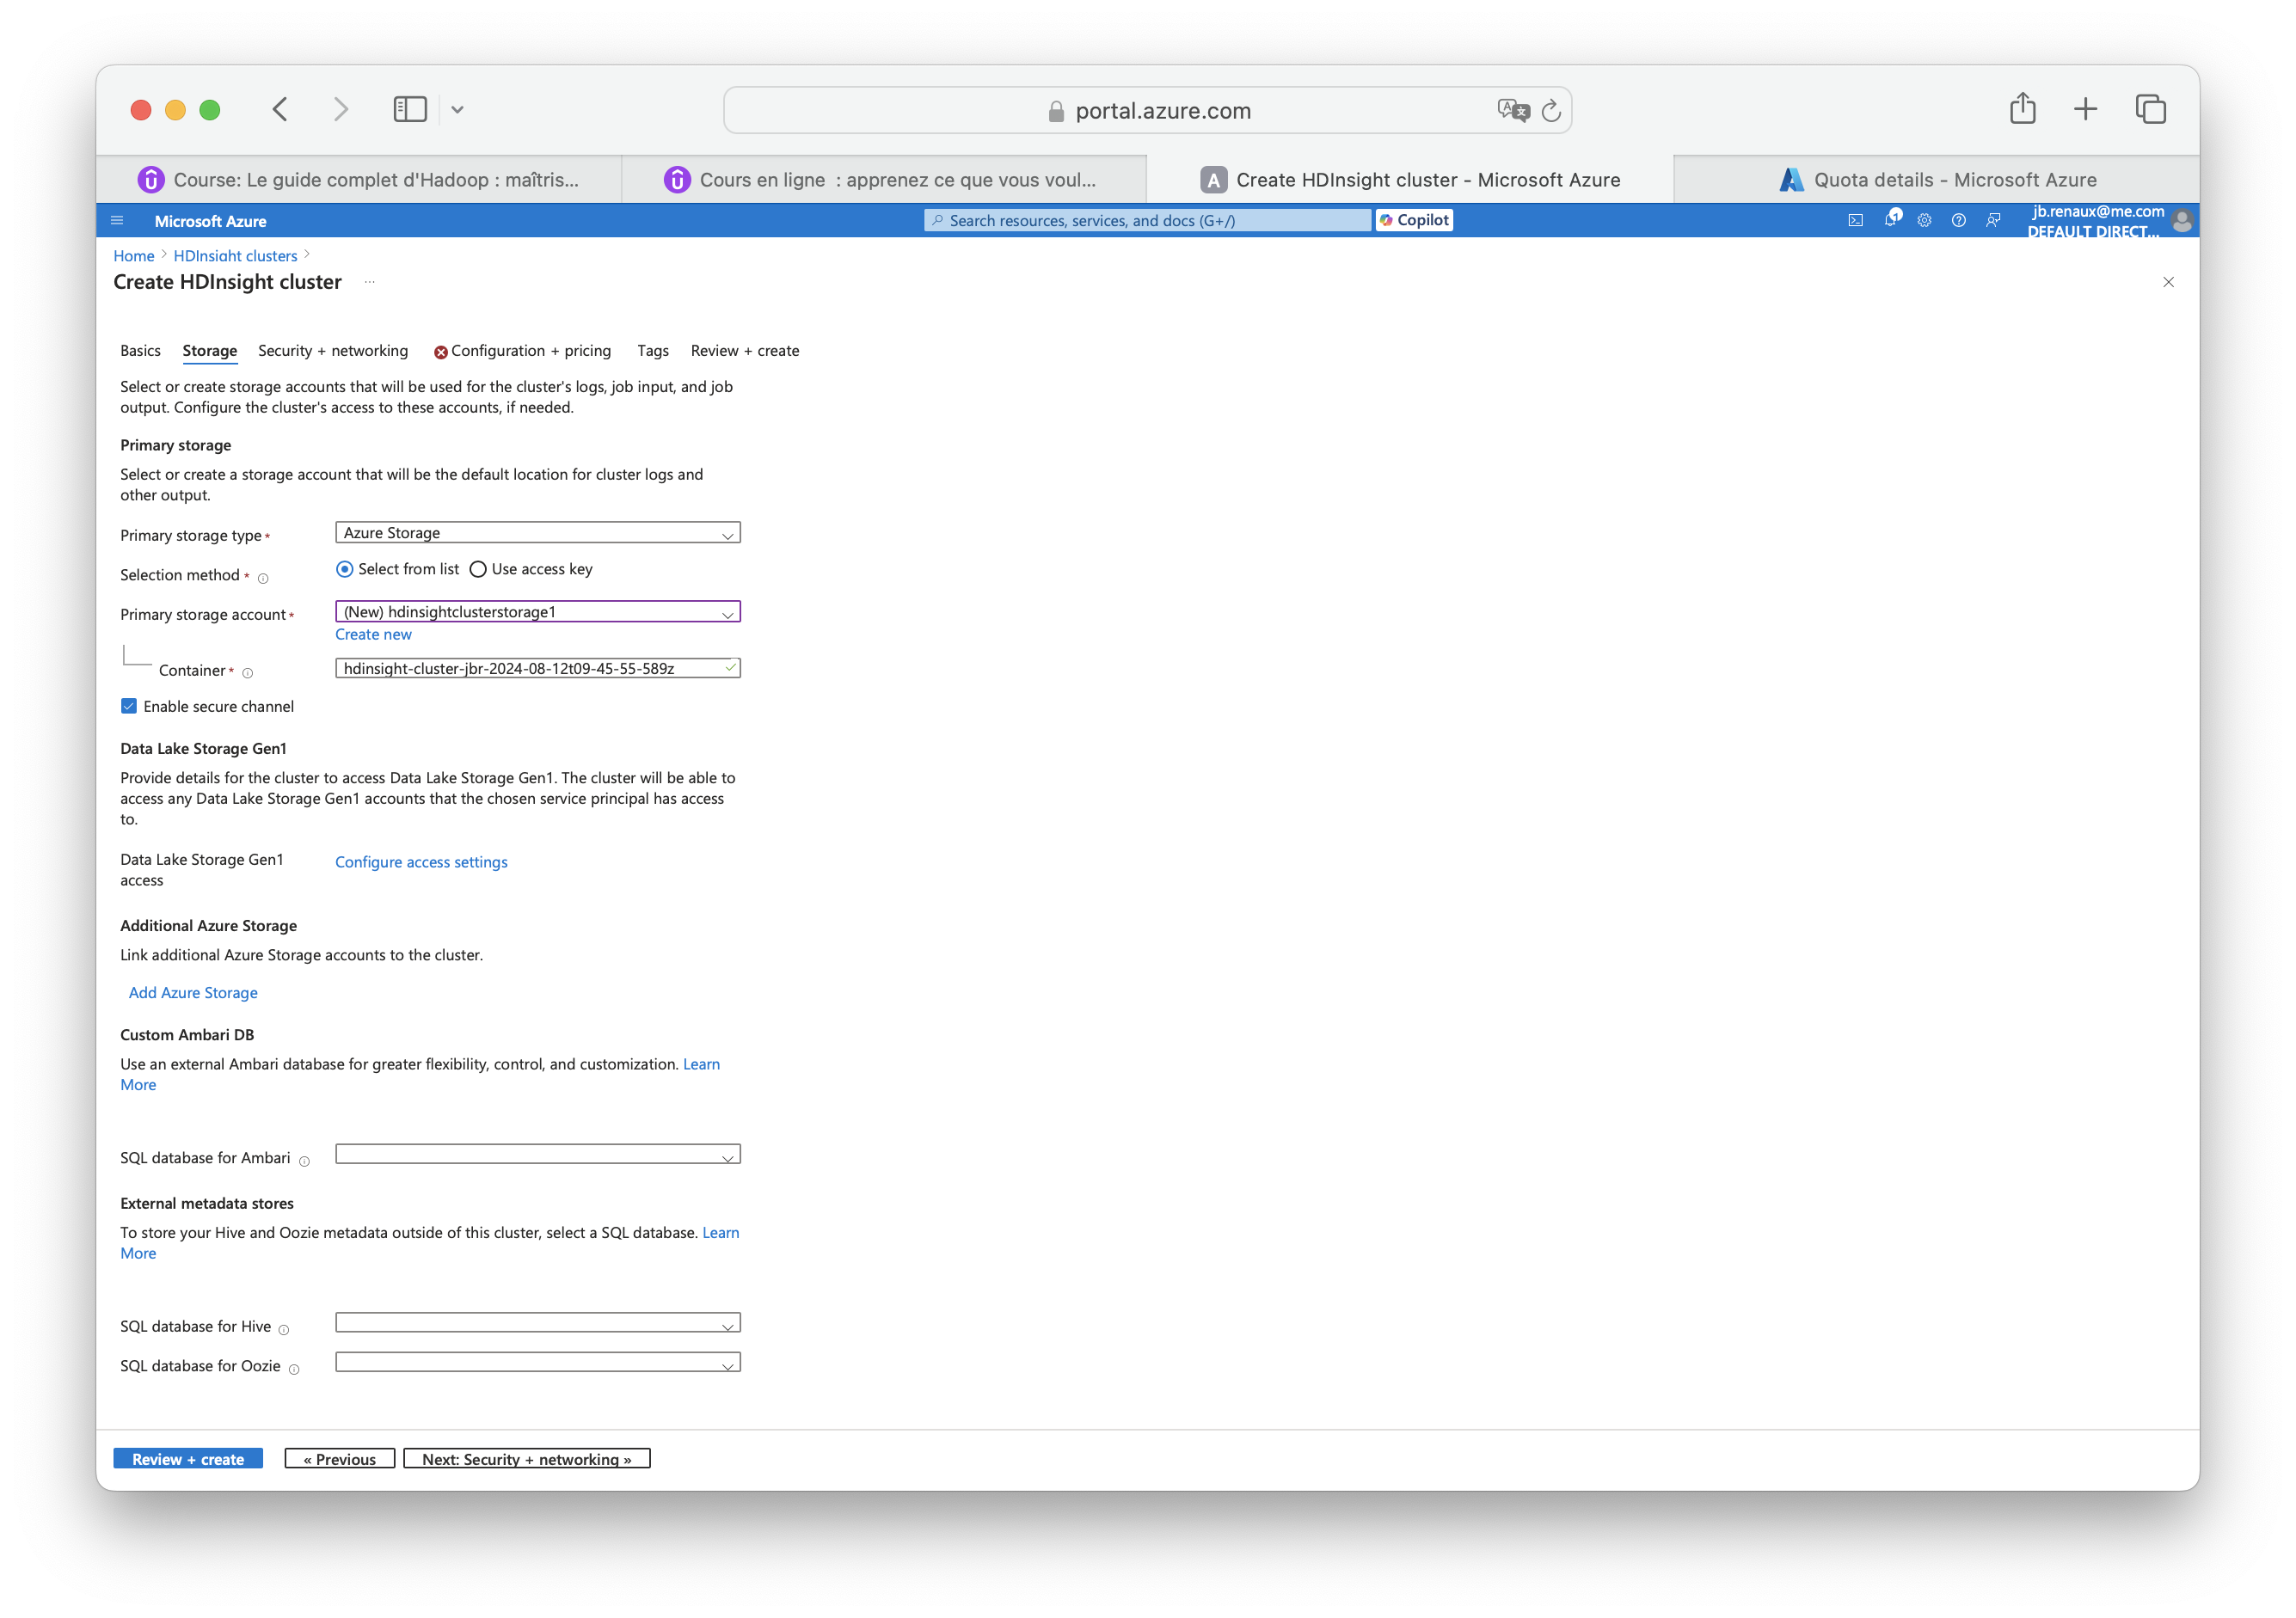 portal.azure.com
Course: Le guide complet d'Hadoop : maîtris...
Cours en ligne : apprenez ce que vous voul...
A Create HDInsight cluster - Microsoft Azure
Quota details - Microsoft Azure
Microsoft Azure
Search resources, services, and docs (G+/)
Copilot
1
jb.renaux@me.com
DEFAULT DIRECT...
Home > HDInsight clusters >
Create HDInsight cluster ...
Basics Storage Security + networking Configuration + pricing Tags Review + create
Select or create storage accounts that will be used for the cluster's logs, job input, and job
output. Configure the cluster's access to these accounts, if needed.
Primary storage
Select or create a storage account that will be the default location for cluster logs and
other output.
Primary storage type * Azure Storage
Selection method * Select from list Use access key
Primary storage account * (New) hdinsightclusterstorage1
Create new
Container * hdinsight-cluster-jbr-2024-08-12t09-45-55-589z
Enable secure channel
Data Lake Storage Gen1
Provide details for the cluster to access Data Lake Storage Gen1. The cluster will be able to
access any Data Lake Storage Gen1 accounts that the chosen service principal has access
to.
Data Lake Storage Gen1
access
Configure access settings
Additional Azure Storage
Link additional Azure Storage accounts to the cluster.
Add Azure Storage
Custom Ambari DB
Use an external Ambari database for greater flexibility, control, and customization. Learn
More
SQL database for Ambari
External metadata stores
To store your Hive and Oozie metadata outside of this cluster, select a SQL database. Learn
More
SQL database for Hive
SQL database for Oozie
Review + create
« Previous
Next: Security + networking »